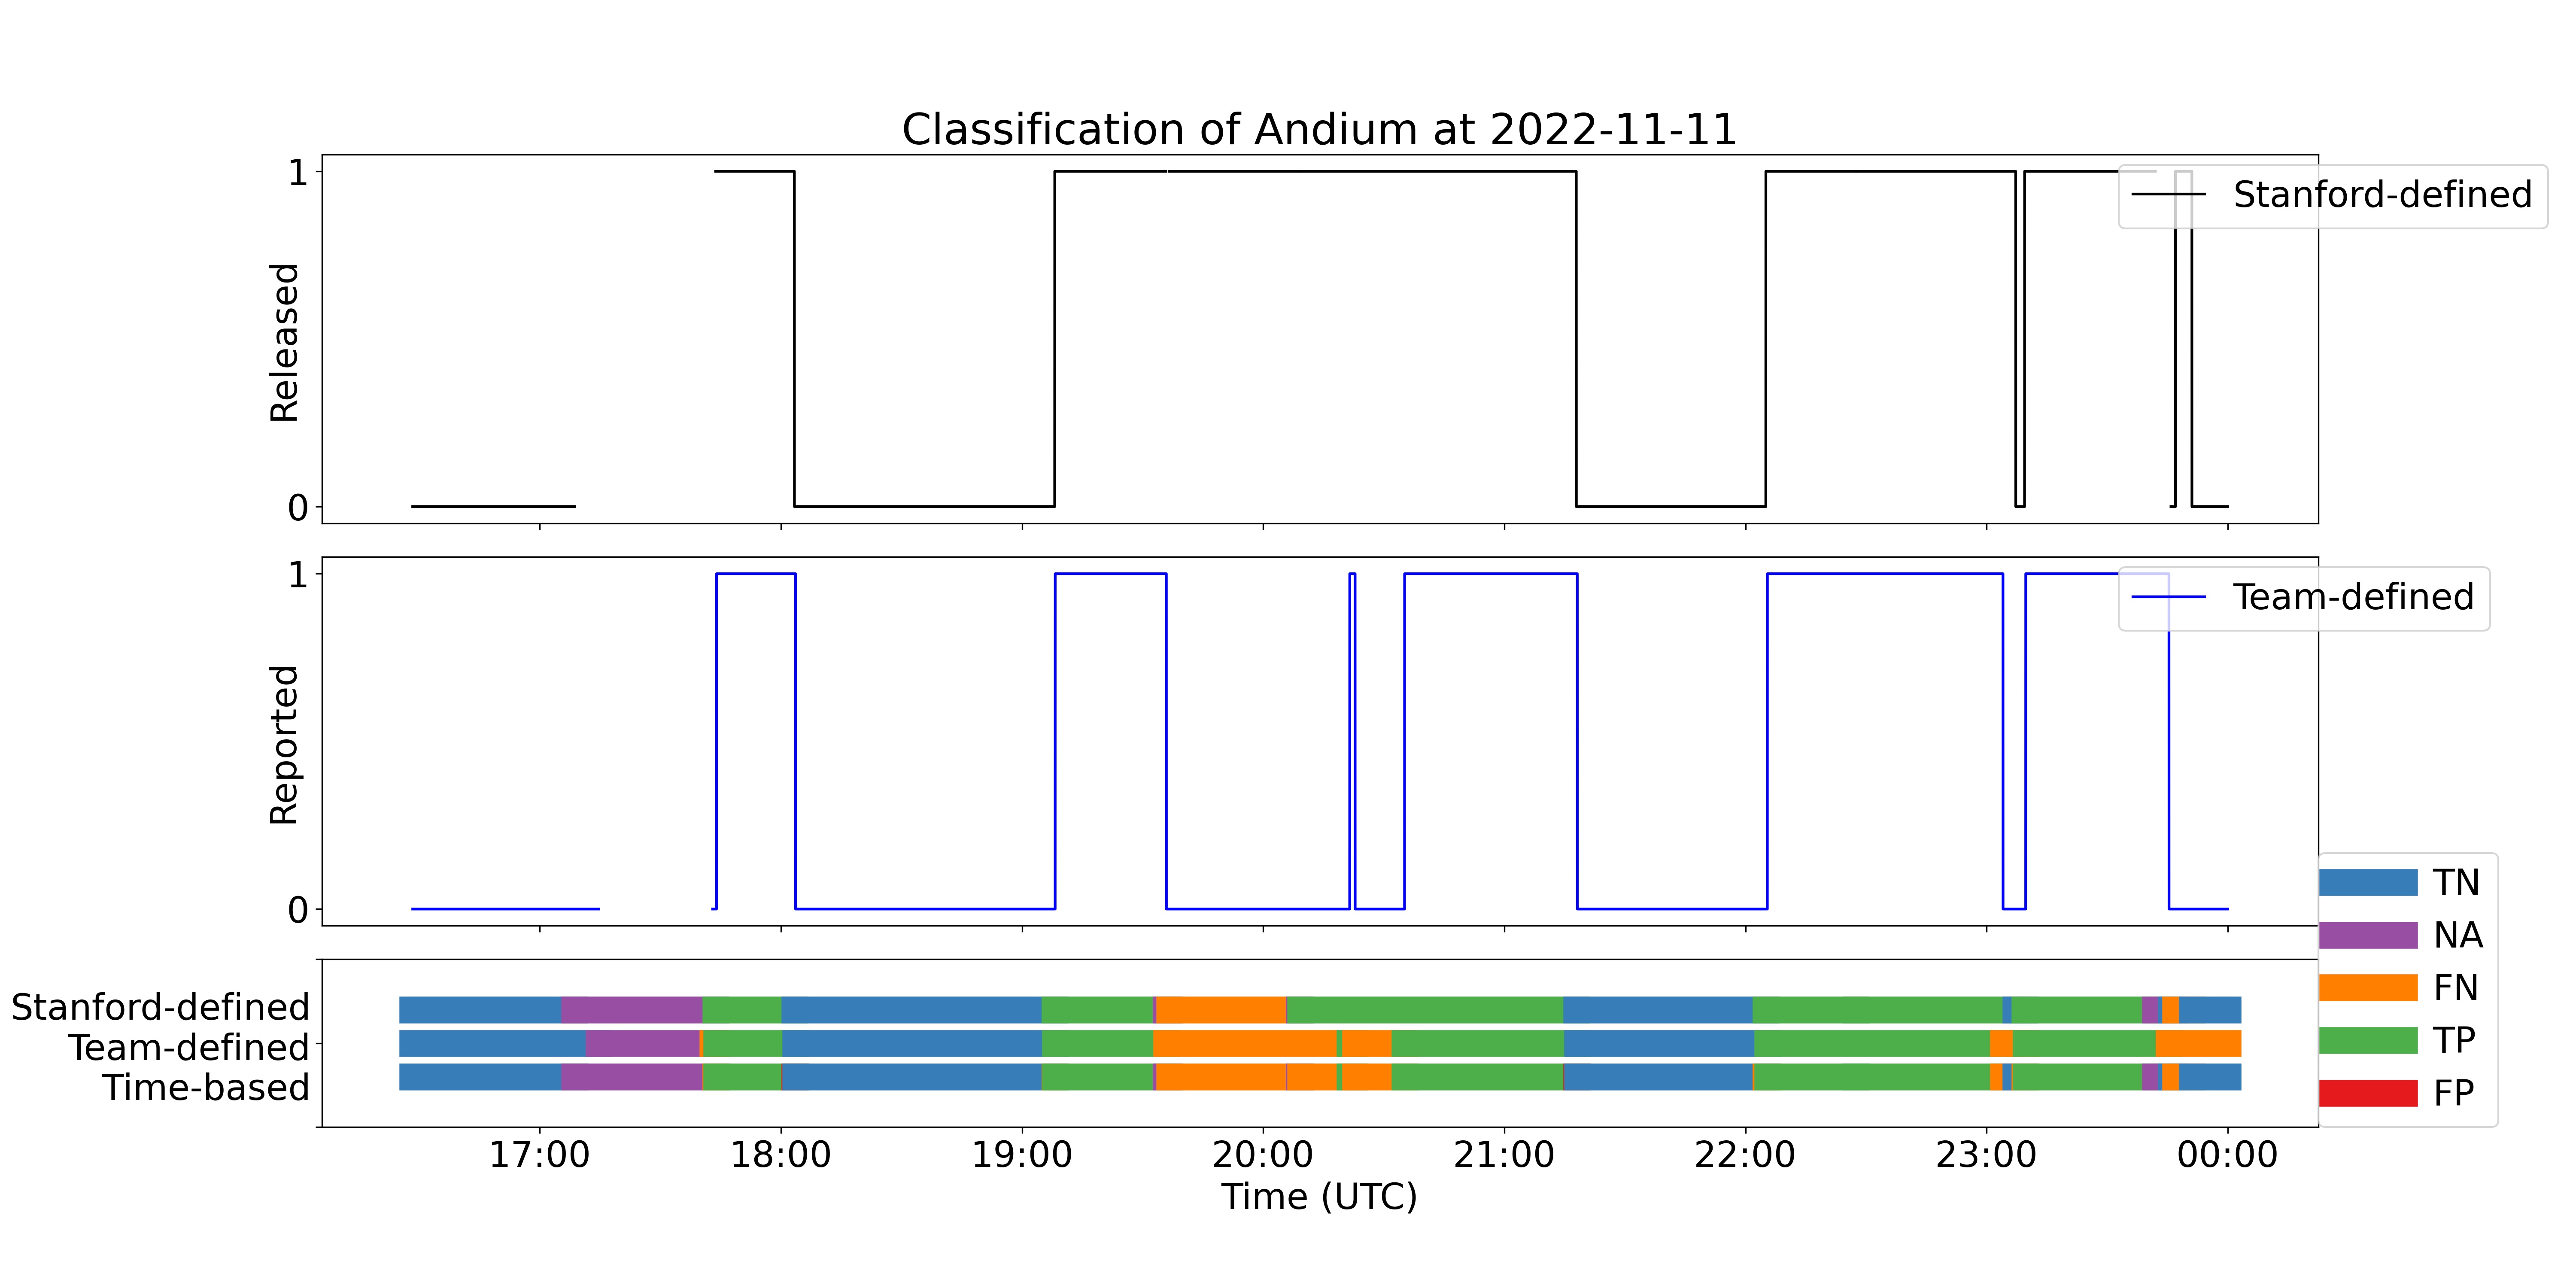 Classification of Andium at 2022-11-11
1
Released
0
Stanford-defined
1
Reported
0
Team-defined
TN
NA
FN
TP
FP
Stanford-defined
Team-defined
Time-based
17:00 18:00 19:00 20:00 21:00 22:00 23:00 00:00
Time (UTC)